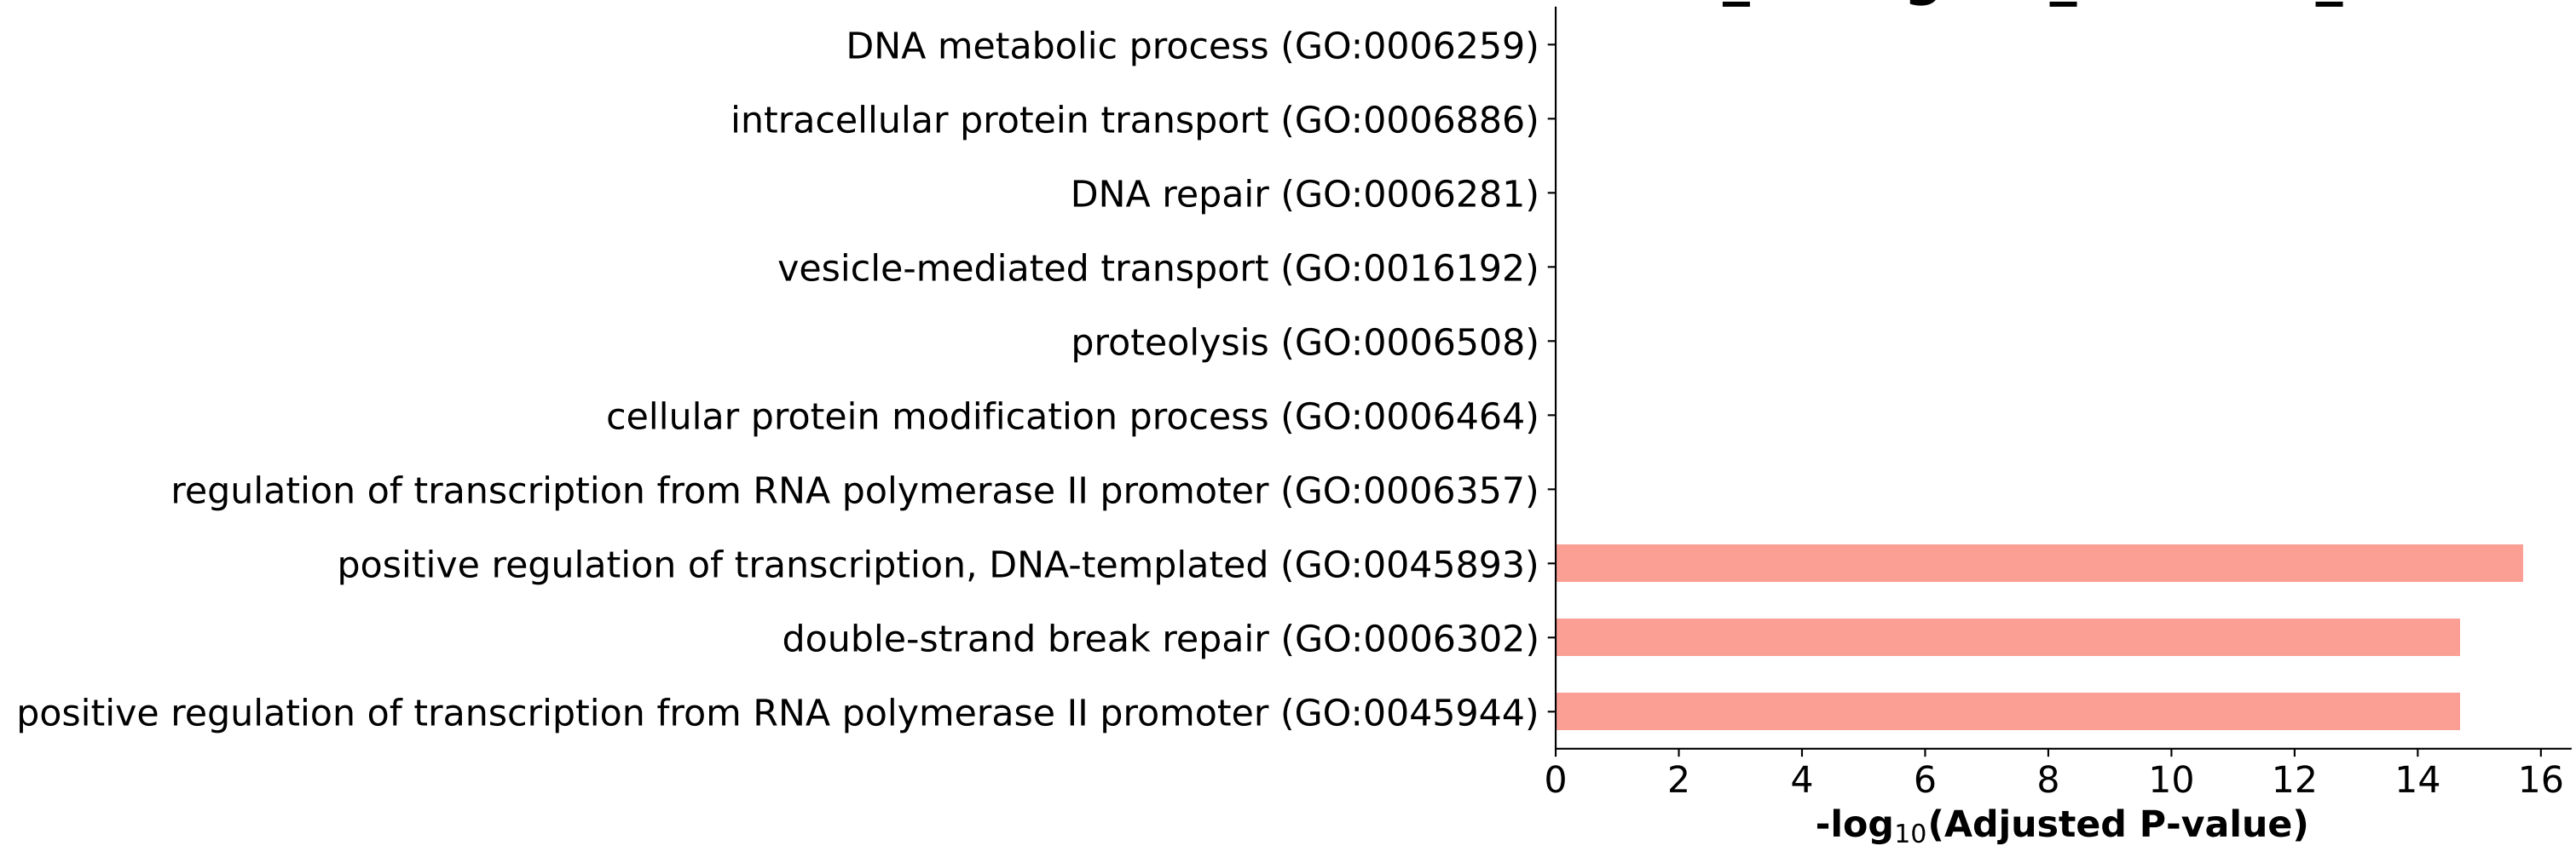 DNA metabolic process (GO:0006259)
intracellular protein transport (GO:0006886)
DNA repair (GO:0006281)
vesicle-mediated transport (GO:0016192)
proteolysis (GO:0006508)
cellular protein modification process (GO:0006464)
regulation of transcription from RNA polymerase II promoter (GO:0006357)
positive regulation of transcription, DNA-templated (GO:0045893)
double-strand break repair (GO:0006302)
positive regulation of transcription from RNA polymerase II promoter (GO:0045944)
0 2 4 6 8 10 12 14 16
-log₁₀(Adjusted P-value)